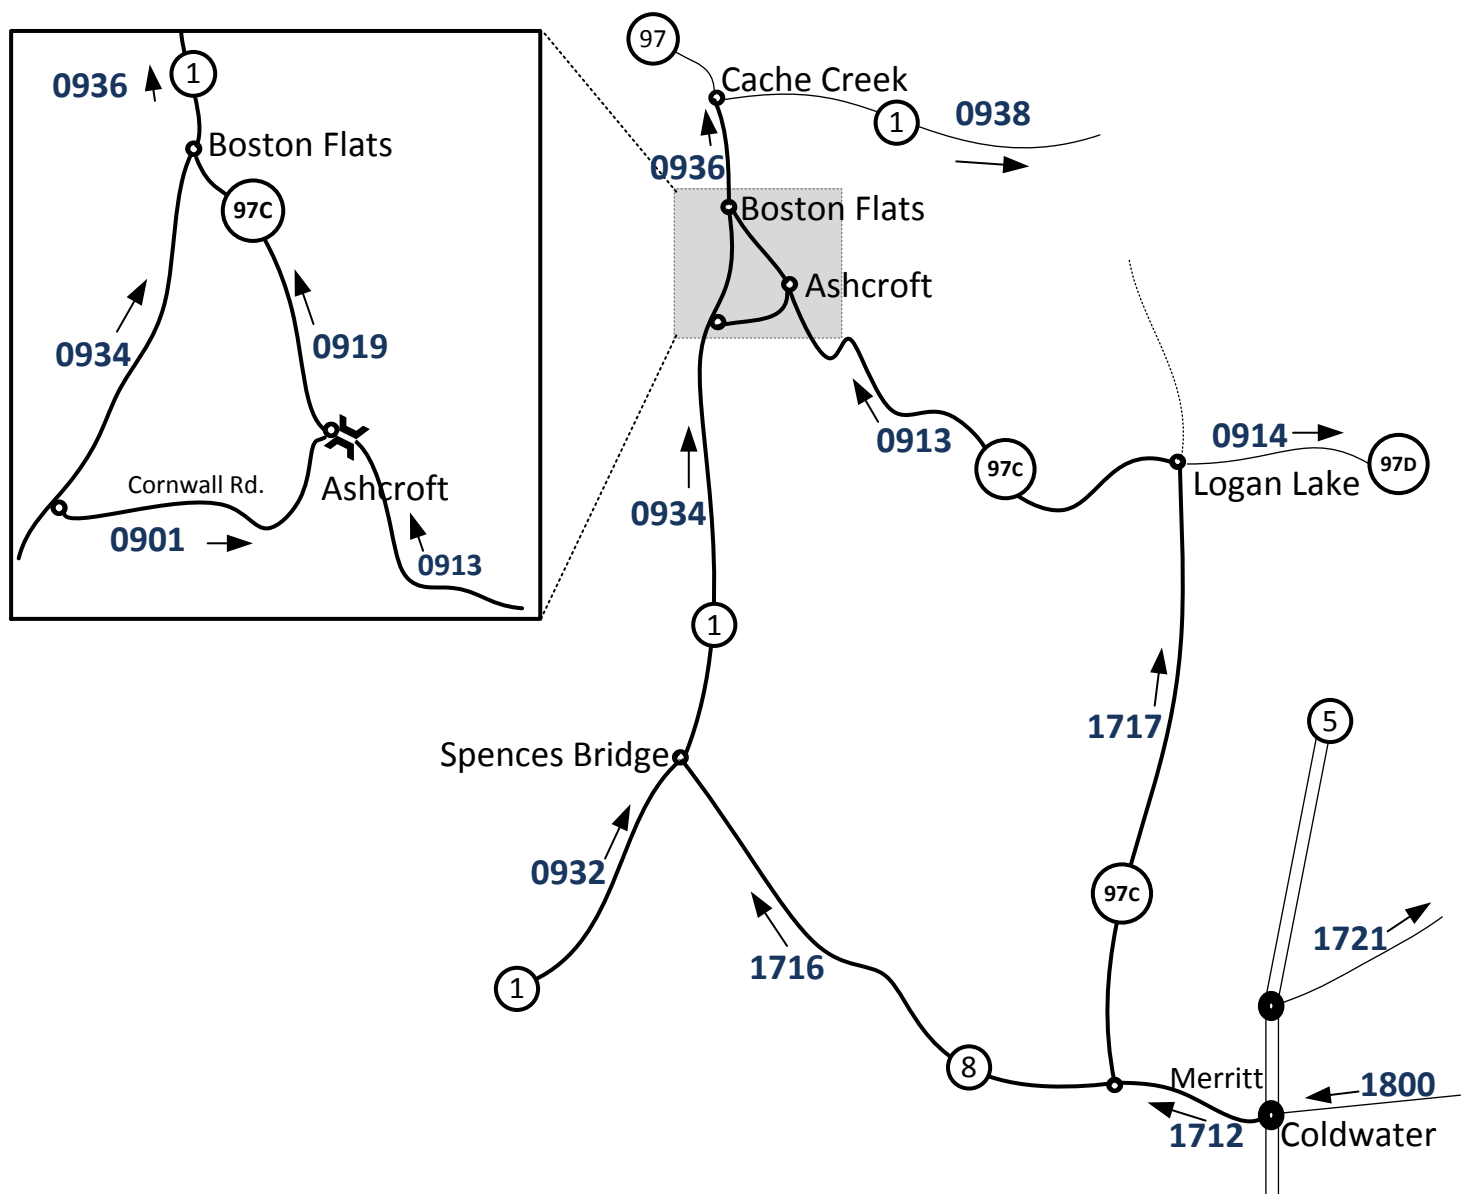 97
Cache Creek
1
0938
0936
Boston Flats
Ashcroft
0936
1
Boston Flats
97C
0934
0919
Cornwall Rd.
Ashcroft
0901
0913
0913
97C
0914
97D
Logan Lake
0934
1
1717
5
Spences Bridge
0932
97C
1721
1716
1
8
Merritt
1800
1712
Coldwater